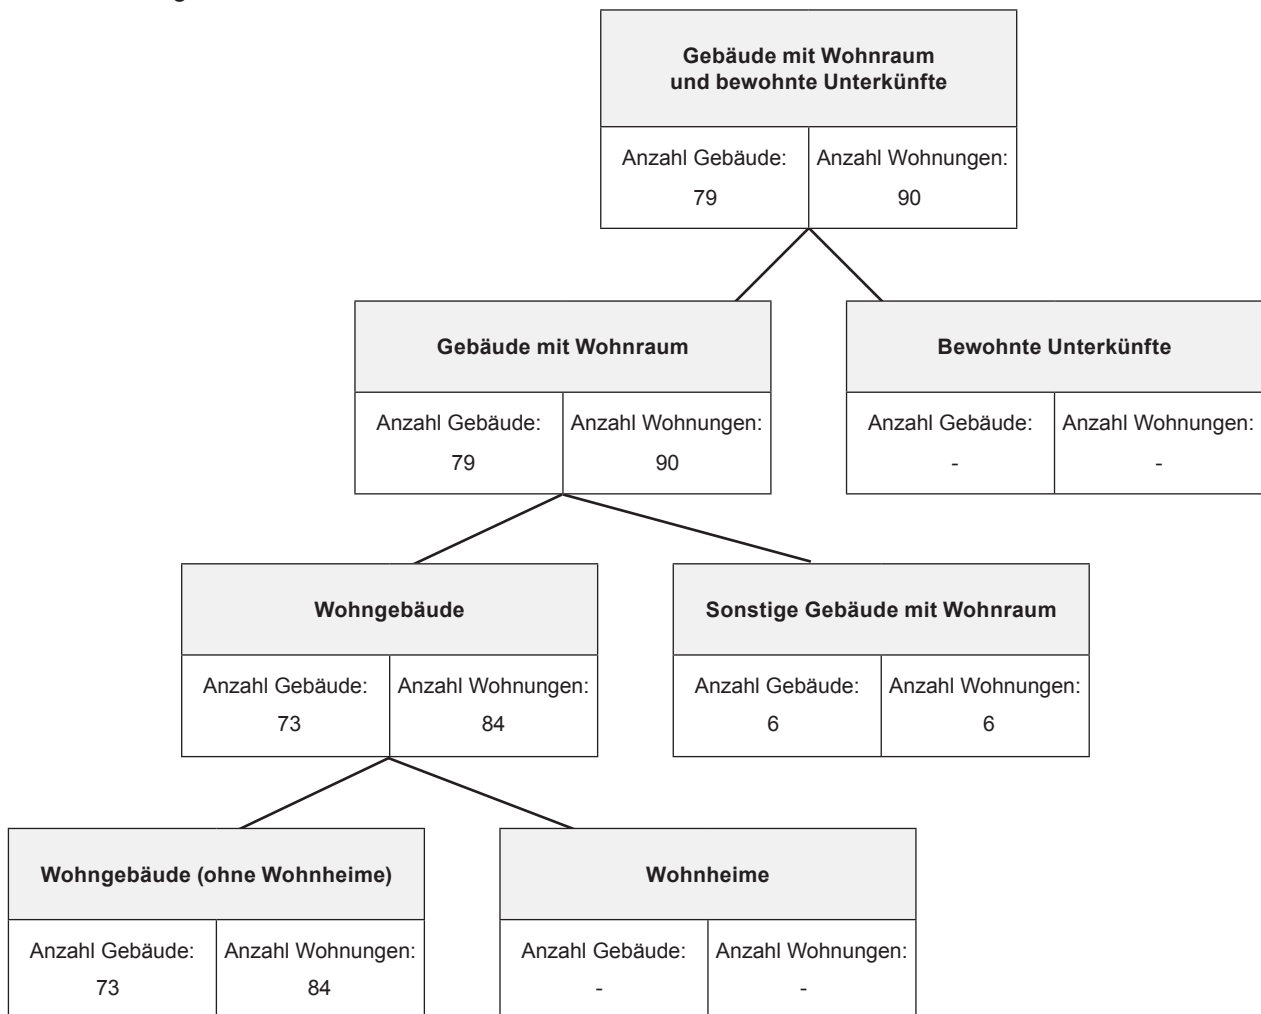 Gebäude mit Wohnraum
und bewohnte Unterkünfte
Anzahl Gebäude: Anzahl Wohnungen:
79 90
Gebäude mit Wohnraum Bewohnte Unterkünfte
Anzahl Gebäude: Anzahl Wohnungen: Anzahl Gebäude: Anzahl Wohnungen:
79 90 - -
Wohngebäude Sonstige Gebäude mit Wohnraum
Anzahl Gebäude: Anzahl Wohnungen: Anzahl Gebäude: Anzahl Wohnungen:
73 84 6 6
Wohngebäude (ohne Wohnheime) Wohnheime
Anzahl Gebäude: Anzahl Wohnungen: Anzahl Gebäude: Anzahl Wohnungen:
73 84 - -